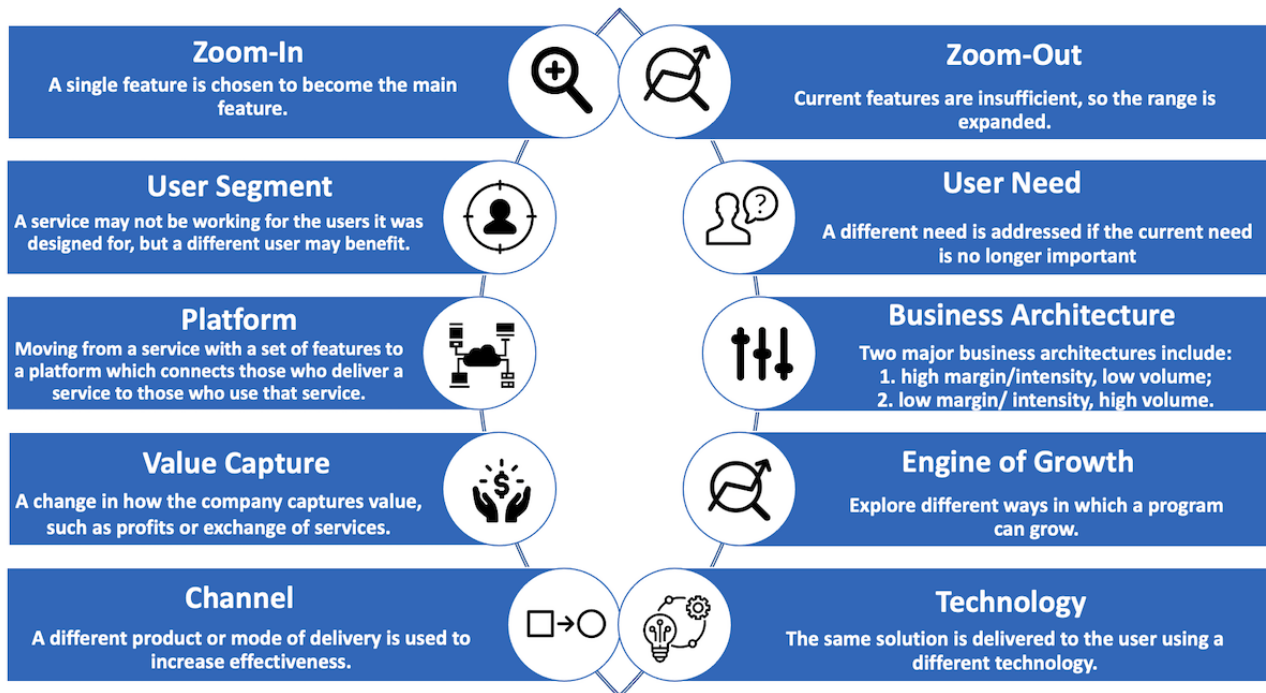 Zoom-In
A single feature is chosen to become the main
feature.
Zoom-Out
Current features are insufficient, so the range is
expanded.
User Segment
A service may not be working for the users it was
designed for, but a different user may benefit.
User Need
A different need is addressed if the current need
is no longer important
Platform
Moving from a service with a set of features to
a platform which connects those who deliver a
service to those who use that service.
Business Architecture
Two major business architectures include:
1. high margin/intensity, low volume;
2. low margin/ intensity, high volume.
Value Capture
A change in how the company captures value,
such as profits or exchange of services.
Engine of Growth
Explore different ways in which a program
can grow.
Channel
A different product or mode of delivery is used to
increase effectiveness.
Technology
The same solution is delivered to the user using a
different technology.